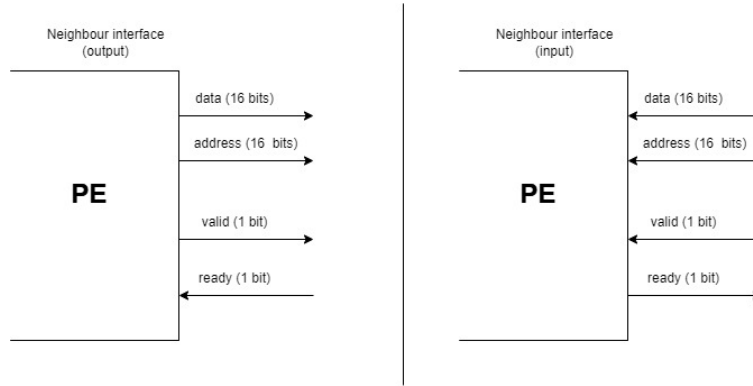 Neighbour interface
(output)
data (16 bits)
address (16 bits)
PE
valid (1 bit)
ready (1 bit)
Neighbour interface
(input)
data (16 bits)
address (16 bits)
PE
valid (1 bit)
ready (1 bit)